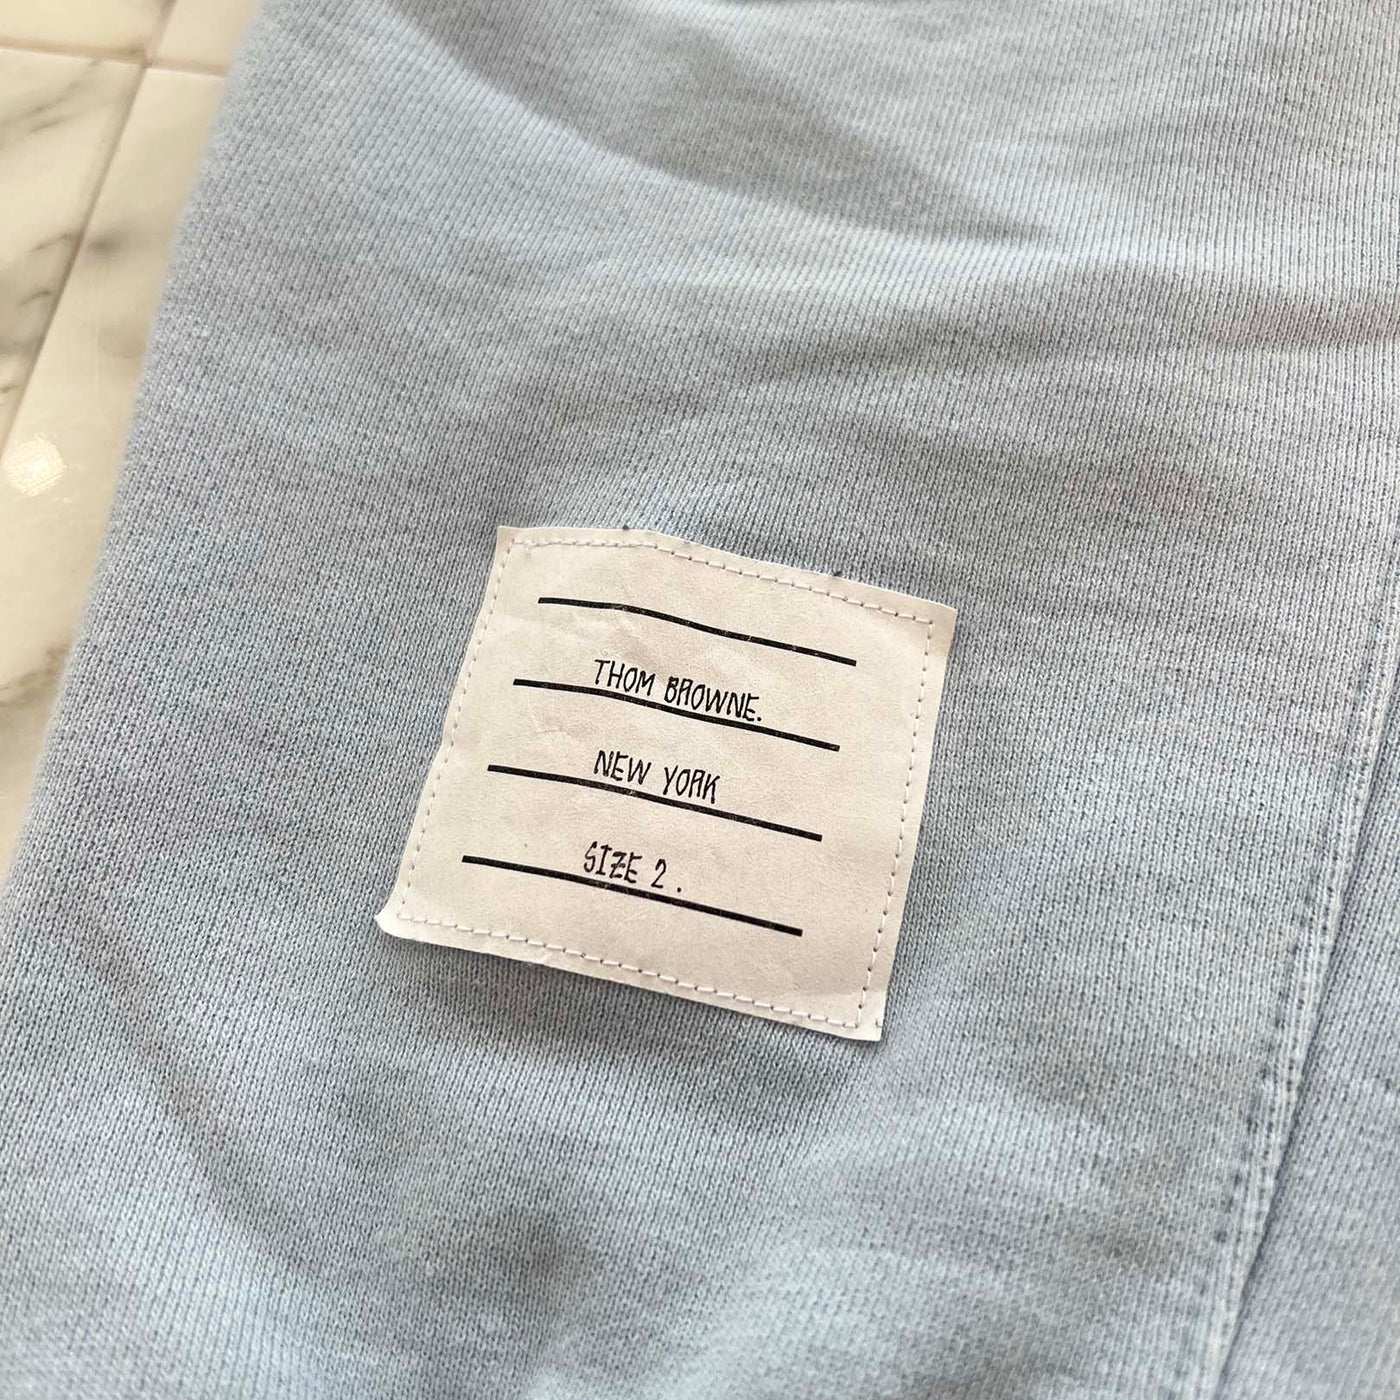 THOM BROWNE.
NEW YORK
SIZE 2.